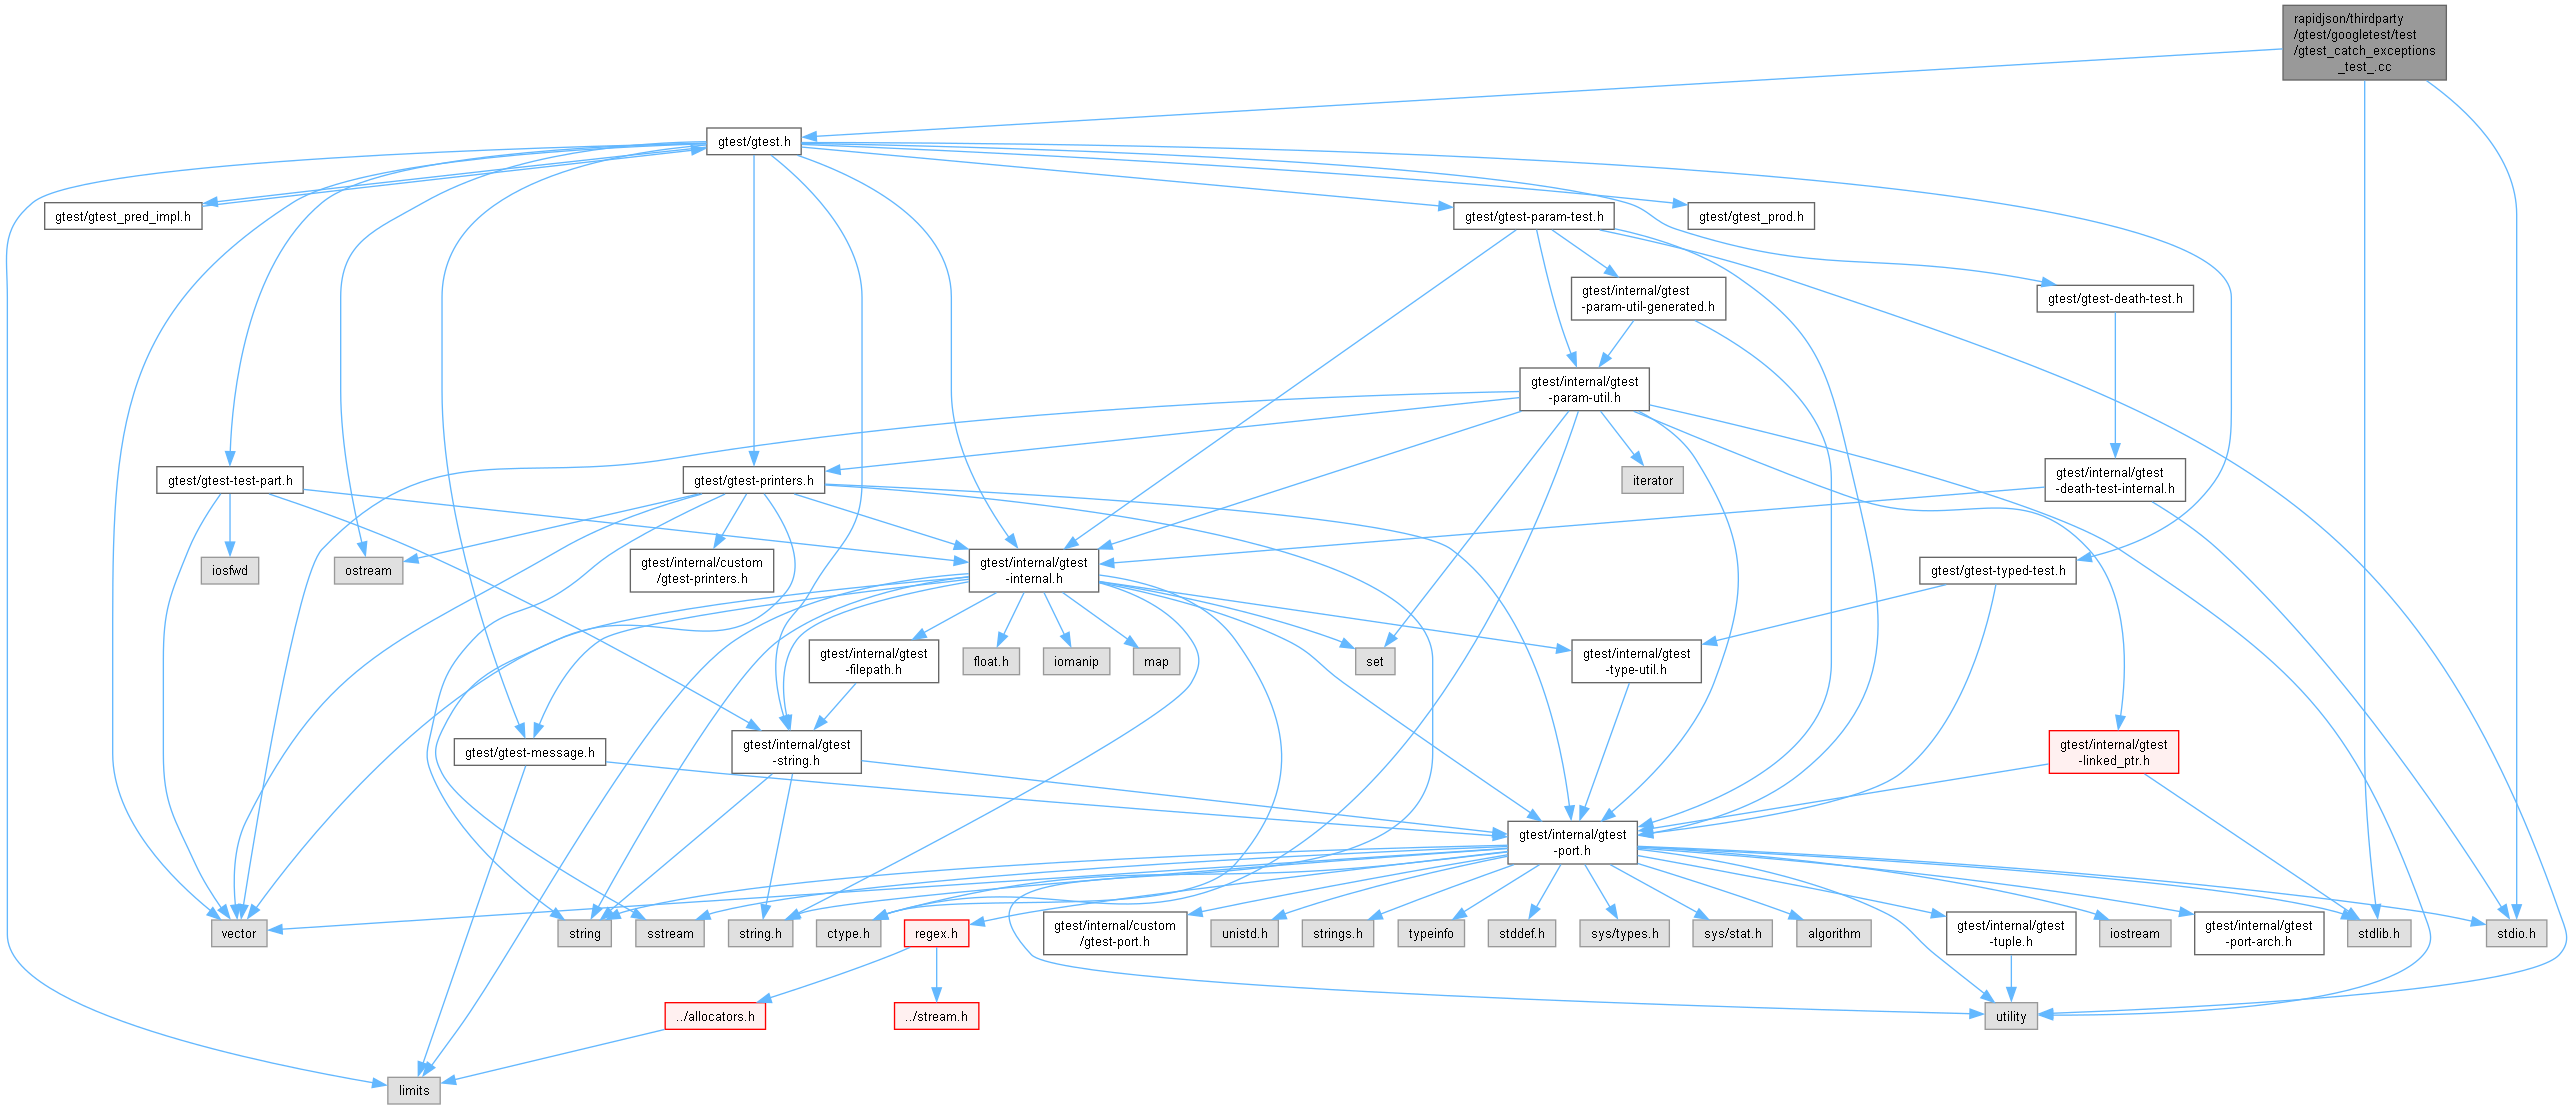 rapidjson/thirdparty
/gtest/googletest/test
/gtest_catch_exceptions
_test_.cc
gtest/gtest.h
gtest/gtest_pred_impl.h
gtest/gtest-param-test.h
gtest/gtest_prod.h
gtest/internal/gtest
-param-util-generated.h
gtest/gtest-death-test.h
gtest/internal/gtest
-param-util.h
gtest/gtest-test-part.h
gtest/gtest-printers.h
iterator
gtest/internal/gtest
-death-test-internal.h
iosfwd
ostream
gtest/internal/custom
/gtest-printers.h
gtest/internal/gtest
-internal.h
gtest/gtest-typed-test.h
gtest/internal/gtest
-filepath.h
float.h
iomanip
map
set
gtest/internal/gtest
-type-util.h
gtest/gtest-message.h
gtest/internal/gtest
-string.h
gtest/internal/gtest
-linked_ptr.h
gtest/internal/gtest
-port.h
vector
string
sstream
string.h
ctype.h
regex.h
gtest/internal/custom
/gtest-port.h
unistd.h
strings.h
typeinfo
stddef.h
sys/types.h
sys/stat.h
algorithm
gtest/internal/gtest
-tuple.h
iostream
gtest/internal/gtest
-port-arch.h
stdlib.h
stdio.h
../allocators.h
../stream.h
utility
limits